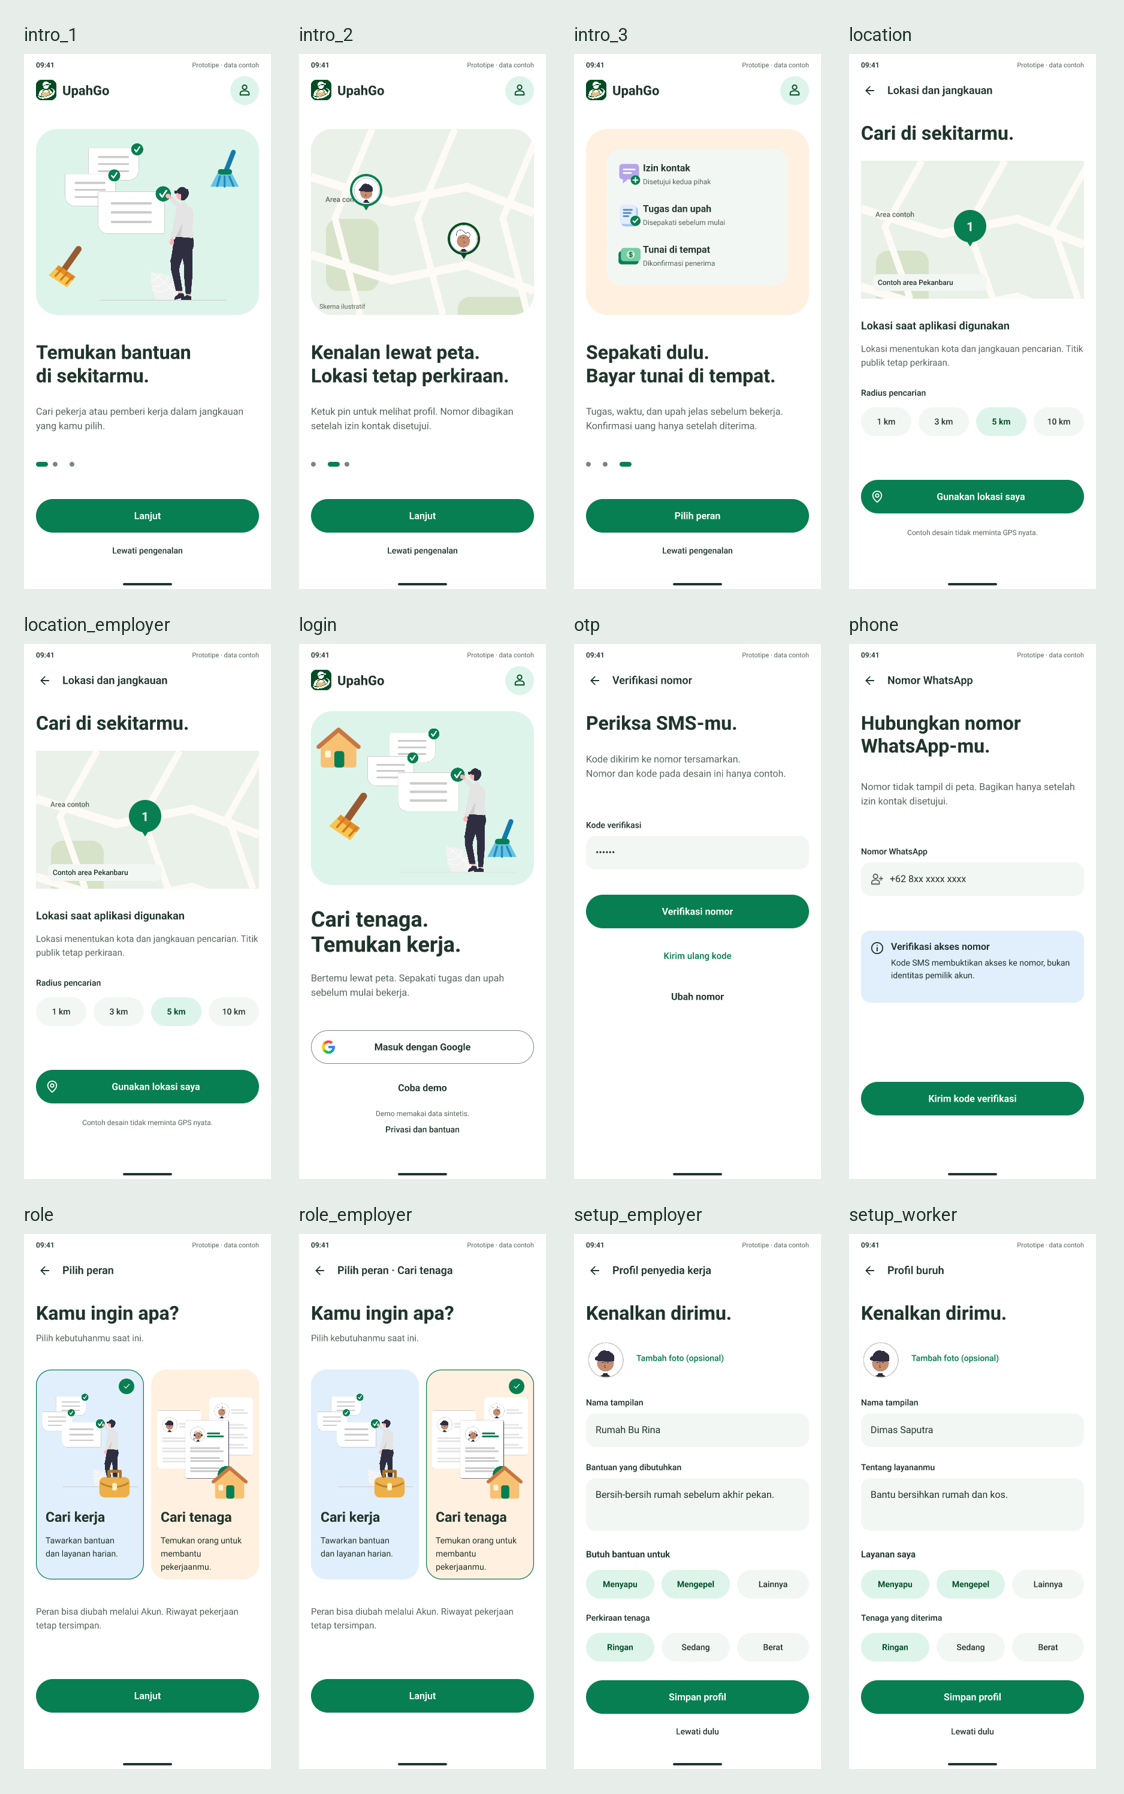 intro_1
09:41
Prototipe · data contoh
UpahGo
Temukan bantuan
di sekitarmu.
Cari pekerja atau pemberi kerja dalam jangkauan
yang kamu pilih.
Lanjut
Lewati pengenalan
intro_2
09:41
Prototipe · data contoh
UpahGo
Area con
Skema ilustratif
Kenalan lewat peta.
Lokasi tetap perkiraan.
Ketuk pin untuk melihat profil. Nomor dibagikan
setelah izin kontak disetujui.
Lanjut
Lewati pengenalan
intro_3
09:41
Prototipe · data contoh
UpahGo
Izin kontak
Disetujui kedua pihak
Tugas dan upah
Disepakati sebelum mulai
$
Tunai di tempat
Dikonfirmasi penerima
Sepakati dulu.
Bayar tunai di tempat.
Tugas, waktu, dan upah jelas sebelum bekerja.
Konfirmasi uang hanya setelah diterima.
Pilih peran
Lewati pengenalan
location
09:41
Prototipe · data contoh
Lokasi dan jangkauan
Cari di sekitarmu.
Area contoh
1
Contoh area Pekanbaru
Lokasi saat aplikasi digunakan
Lokasi menentukan kota dan jangkauan pencarian. Titik
publik tetap perkiraan.
Radius pencarian
1 km
3 km
5 km
10 km
Gunakan lokasi saya
Contoh desain tidak meminta GPS nyata.
location_employer
09:41
Prototipe · data contoh
Lokasi dan jangkauan
Cari di sekitarmu.
Area contoh
1
Contoh area Pekanbaru
Lokasi saat aplikasi digunakan
Lokasi menentukan kota dan jangkauan pencarian. Titik
publik tetap perkiraan.
Radius pencarian
1 km
3 km
5 km
10 km
Gunakan lokasi saya
Contoh desain tidak meminta GPS nyata.
login
09:41
Prototipe · data contoh
UpahGo
Cari tenaga.
Temukan kerja.
Bertemu lewat peta. Sepakati tugas dan upah
sebelum mulai bekerja.
Masuk dengan Google
Coba demo
Demo memakai data sintetis.
Privasi dan bantuan
otp
09:41
Prototipe · data contoh
Verifikasi nomor
Periksa SMS-mu.
Kode dikirim ke nomor tersamarkan.
Nomor dan kode pada desain ini hanya contoh.
Kode verifikasi
••••••
Verifikasi nomor
Kirim ulang kode
Ubah nomor
phone
09:41
Prototipe · data contoh
Nomor WhatsApp
Hubungkan nomor
WhatsApp-mu.
Nomor tidak tampil di peta. Bagikan hanya setelah
izin kontak disetujui.
Nomor WhatsApp
+62 8xx xxxx xxxx
Verifikasi akses nomor
Kode SMS membuktikan akses ke nomor, bukan
identitas pemilik akun.
Kirim kode verifikasi
role
09:41
Prototipe · data contoh
Pilih peran
Kamu ingin apa?
Pilih kebutuhanmu saat ini.
Cari kerja
Tawarkan bantuan
dan layanan harian.
Cari tenaga
Temukan orang untuk
membantu
pekerjaanmu.
Peran bisa diubah melalui Akun. Riwayat pekerjaan
tetap tersimpan.
Lanjut
role_employer
09:41
Prototipe · data contoh
Pilih peran · Cari tenaga
Kamu ingin apa?
Pilih kebutuhanmu saat ini.
Cari kerja
Tawarkan bantuan
dan layanan harian.
Cari tenaga
Temukan orang untuk
membantu
pekerjaanmu.
Peran bisa diubah melalui Akun. Riwayat pekerjaan
tetap tersimpan.
Lanjut
setup_employer
09:41
Prototipe · data contoh
Profil penyedia kerja
Kenalkan dirimu.
Tambah foto (opsional)
Nama tampilan
Rumah Bu Rina
Bantuan yang dibutuhkan
Bersih-bersih rumah sebelum akhir pekan.
Butuh bantuan untuk
Menyapu
Mengepel
Lainnya
Perkiraan tenaga
Ringan
Sedang
Berat
Simpan profil
Lewati dulu
setup_worker
09:41
Prototipe · data contoh
Profil buruh
Kenalkan dirimu.
Tambah foto (opsional)
Nama tampilan
Dimas Saputra
Tentang layananmu
Bantu bersihkan rumah dan kos.
Layanan saya
Menyapu
Mengepel
Lainnya
Tenaga yang diterima
Ringan
Sedang
Berat
Simpan profil
Lewati dulu